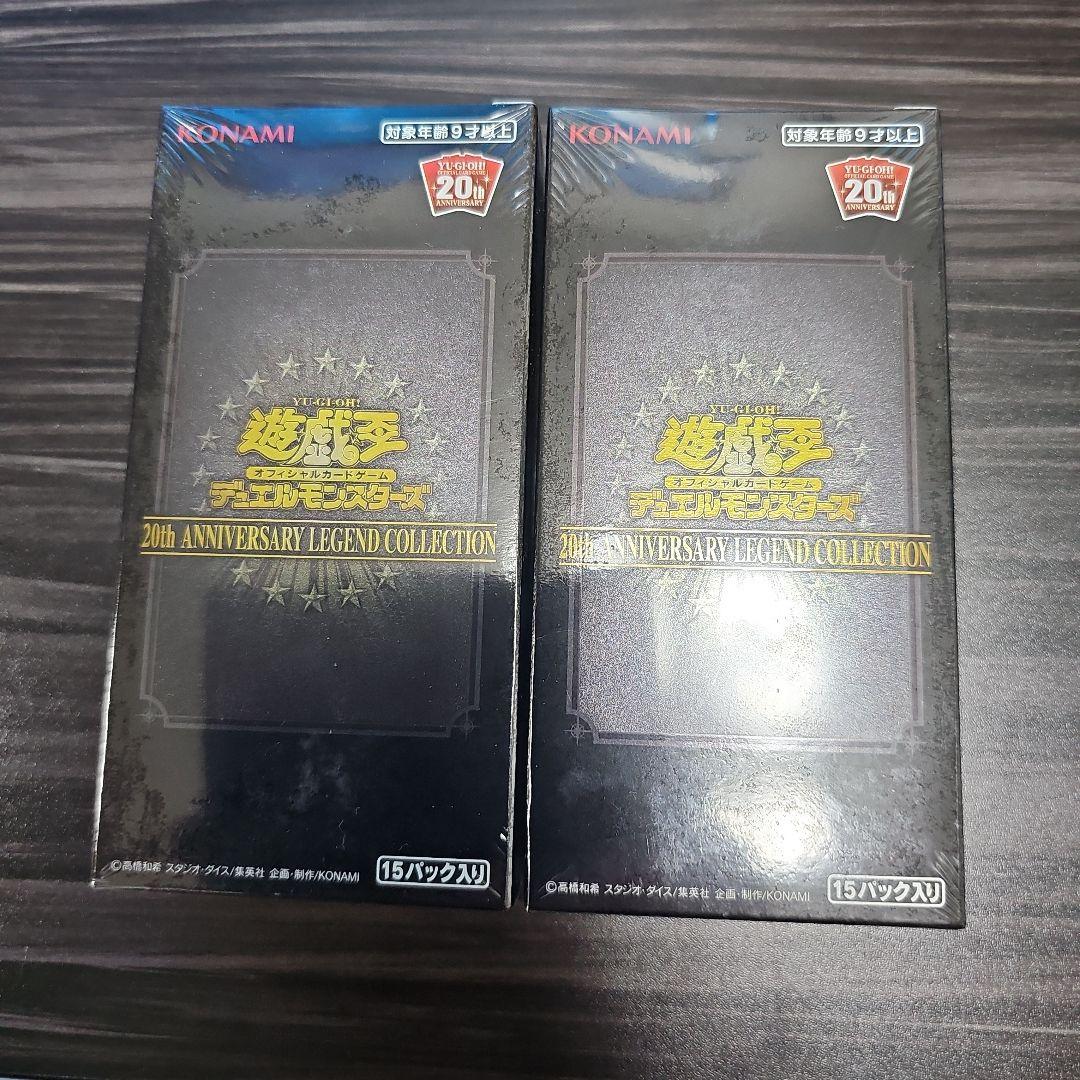 KONAMI
対象年齢9才以上
YU-GI-OH!
OFFICIAL CARD GAME
20th
ANNIVERSARY
YU-GI-OH!
遊戯王
オフィシャルカードゲーム
デュエルモンスターズ
20th ANNIVERSARY LEGEND COLLECTION
©高橋和希 スタジオ・ダイス/集英社 企画・制作/KONAMI
15パック入り
KONAMI
対象年齢9才以上
YU-GI-OH!
OFFICIAL CARD GAME
20th
ANNIVERSARY
YU-GI-OH!
遊戯王
オフィシャルカードゲーム
デュエルモンスターズ
20th ANNIVERSARY LEGEND COLLECTION
©高橋和希 スタジオ・ダイス/集英社 企画・制作/KONAMI
15パック入り